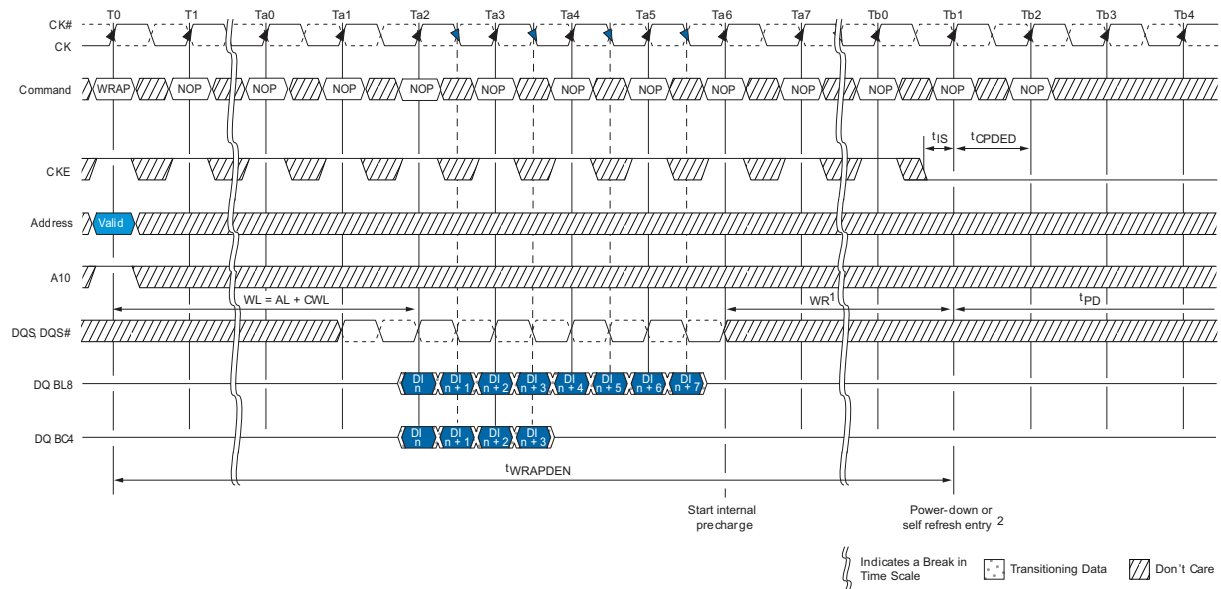 T0 T1 Ta0 Ta1 Ta2 Ta3 Ta4 Ta5 Ta6 Ta7 Tb0 Tb1 Tb2 Tb3 Tb4
CK#
CK
Command WRAP NOP NOP NOP NOP NOP NOP NOP NOP NOP NOP NOP NOP
tIS tCPDED
CKE
Address Valid
A10
WL = AL + CWL WR1 tPD
DQS, DQS#
DQ BL8 DI n DI n + 1 DI n + 2 DI n + 3 DI n + 4 DI n + 5 DI n + 6 DI n + 7
DQ BC4 DI n DI n + 1 DI n + 2 DI n + 3
tWRAPDEN
Start internal
precharge
Power-down or
self refresh entry 2
Indicates a Break in
Time Scale
Transitioning Data
Don't Care